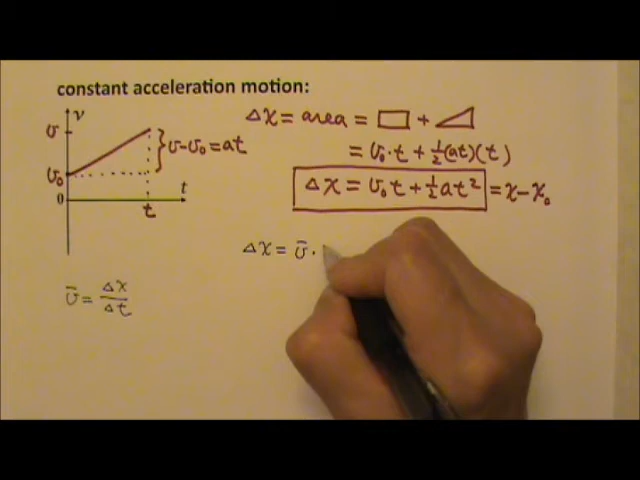 constant acceleration motion:
v
v
v₀
0
t
t
v-v₀=at
Δx = area = ▭ + ◿
= v₀·t + ½(at)(t)
Δx = v₀t + ½at² = x-x₀
Δx = v̄ ·
v̄ = Δx/Δt